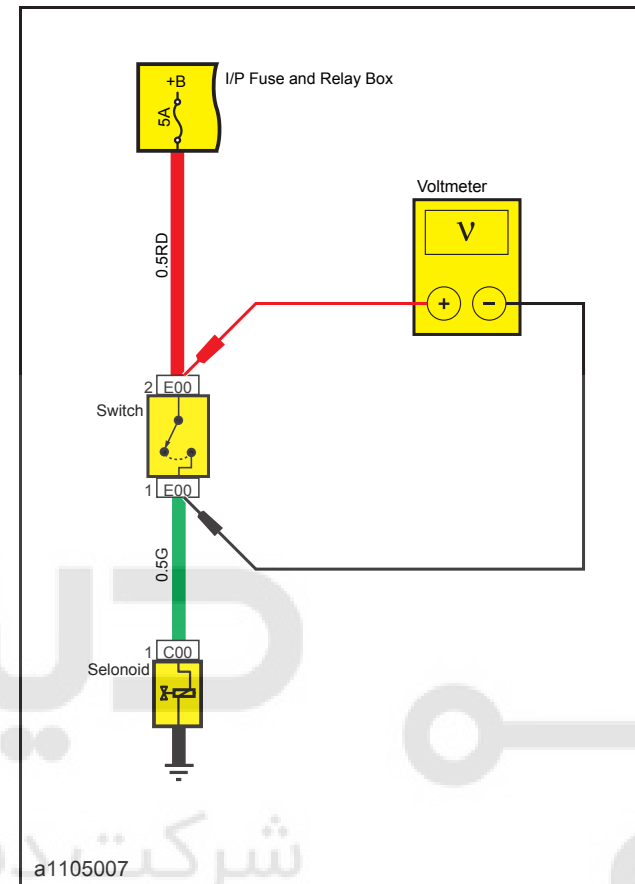 +B
I/P Fuse and Relay Box
5A
Voltmeter
V
0.5RD
+ −
2 E00
Switch
1 E00
0.5G
1 C00
Selonoid
شرکت
a1105007